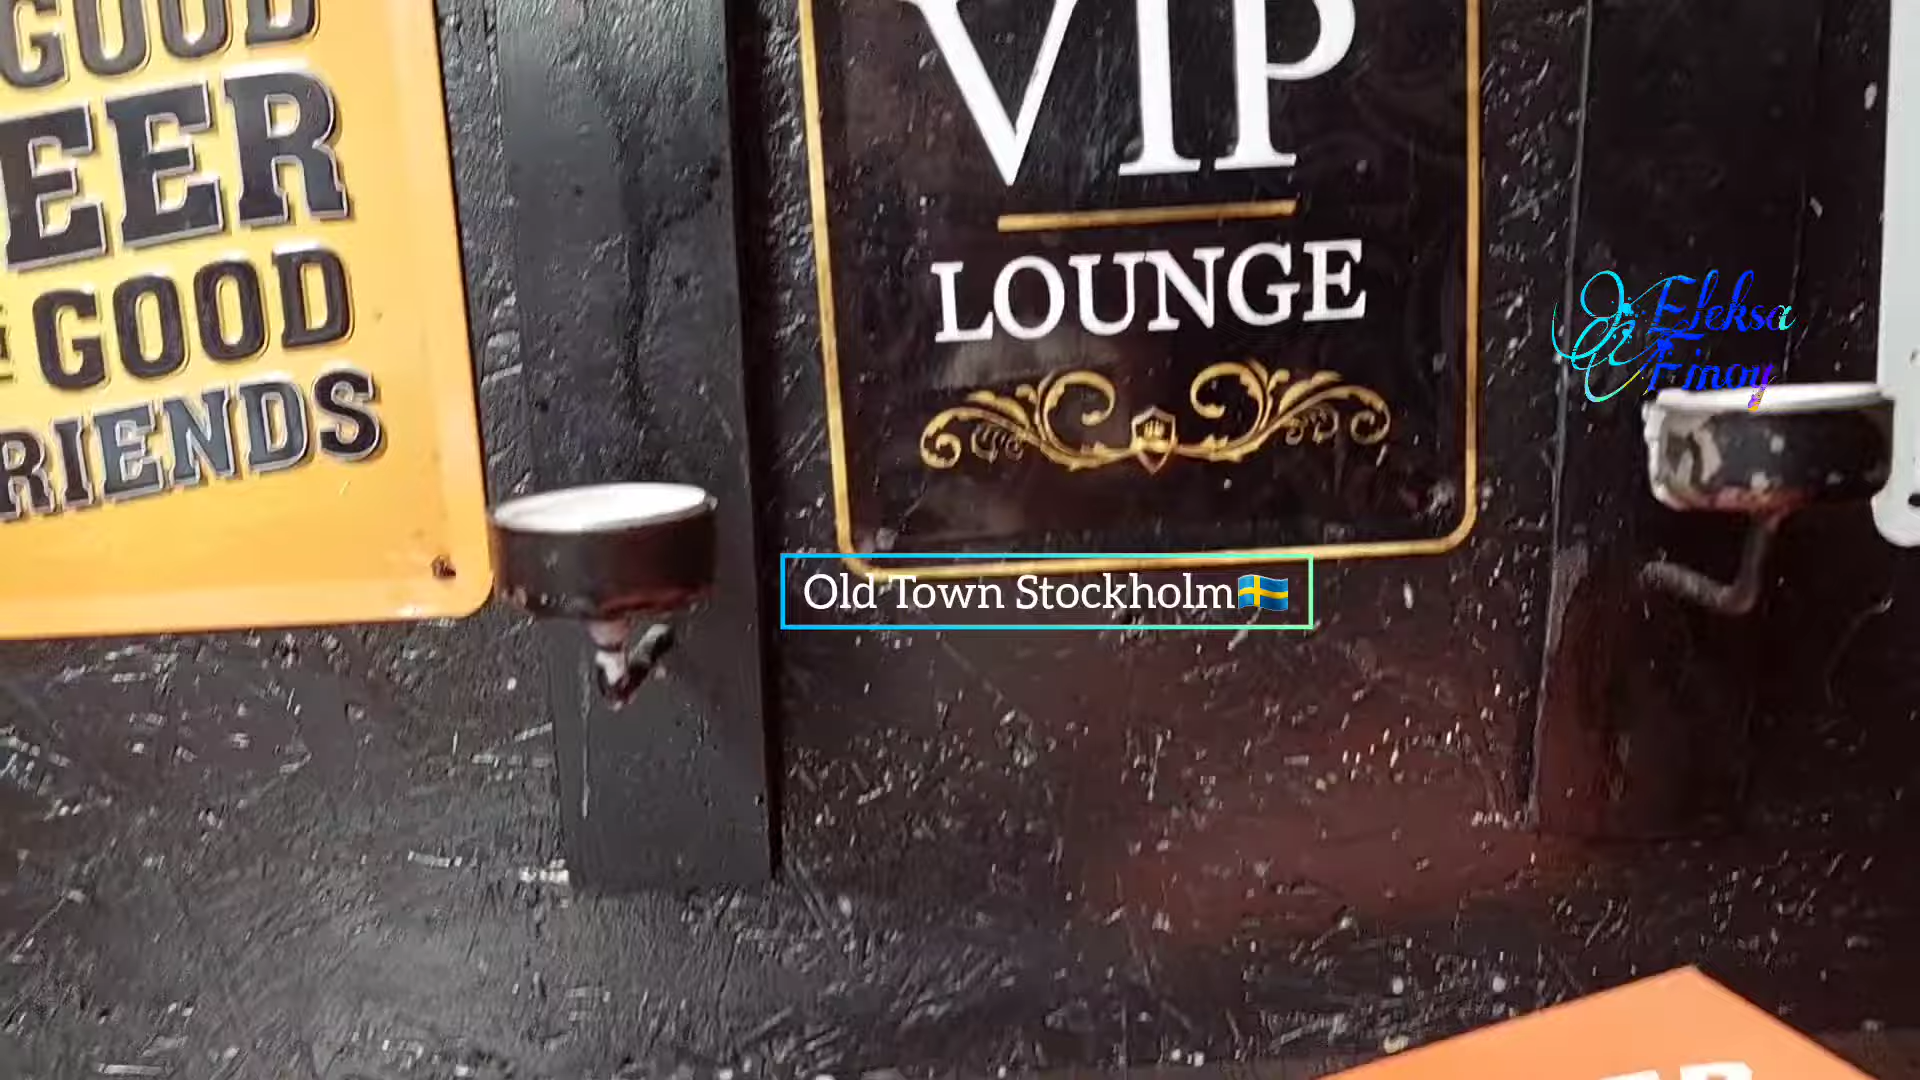 GOOD
EER
GOOD
RIENDS
VIP
LOUNGE
Eleksa
Finoy
Old Town Stockholm🇸🇪